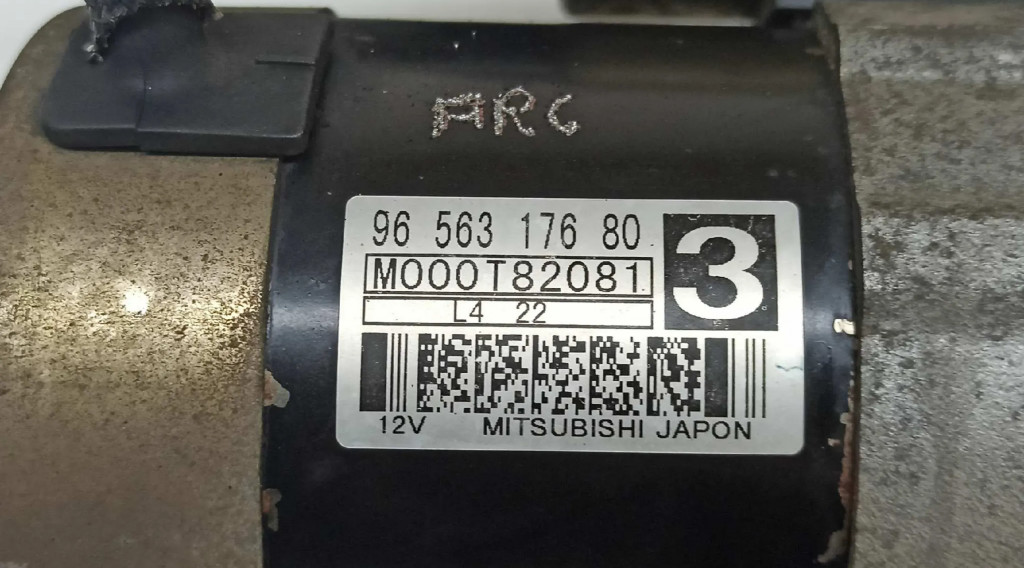 ARC
96 563 176 80
3
M000T82081
L4 22
12V MITSUBISHI JAPON